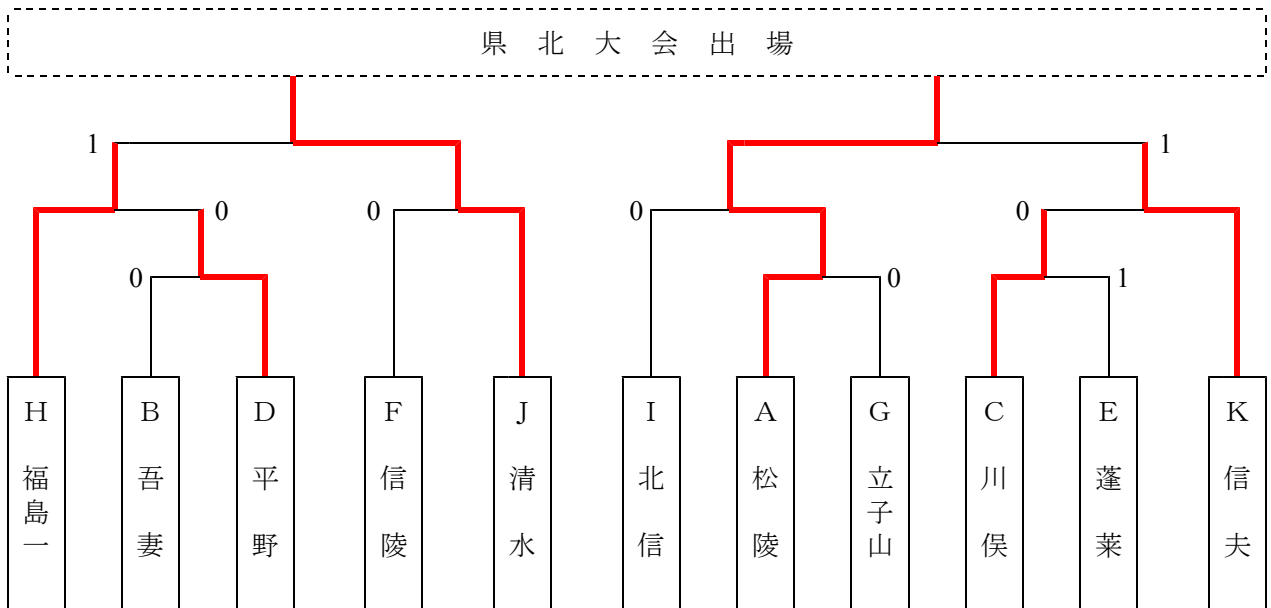 県北大会出場
1
1
0
0
0
0
0
0
1
H 福島一
B 吾妻
D 平野
F 信陵
J 清水
I 北信
A 松陵
G 立子山
C 川俣
E 蓬莱
K 信夫